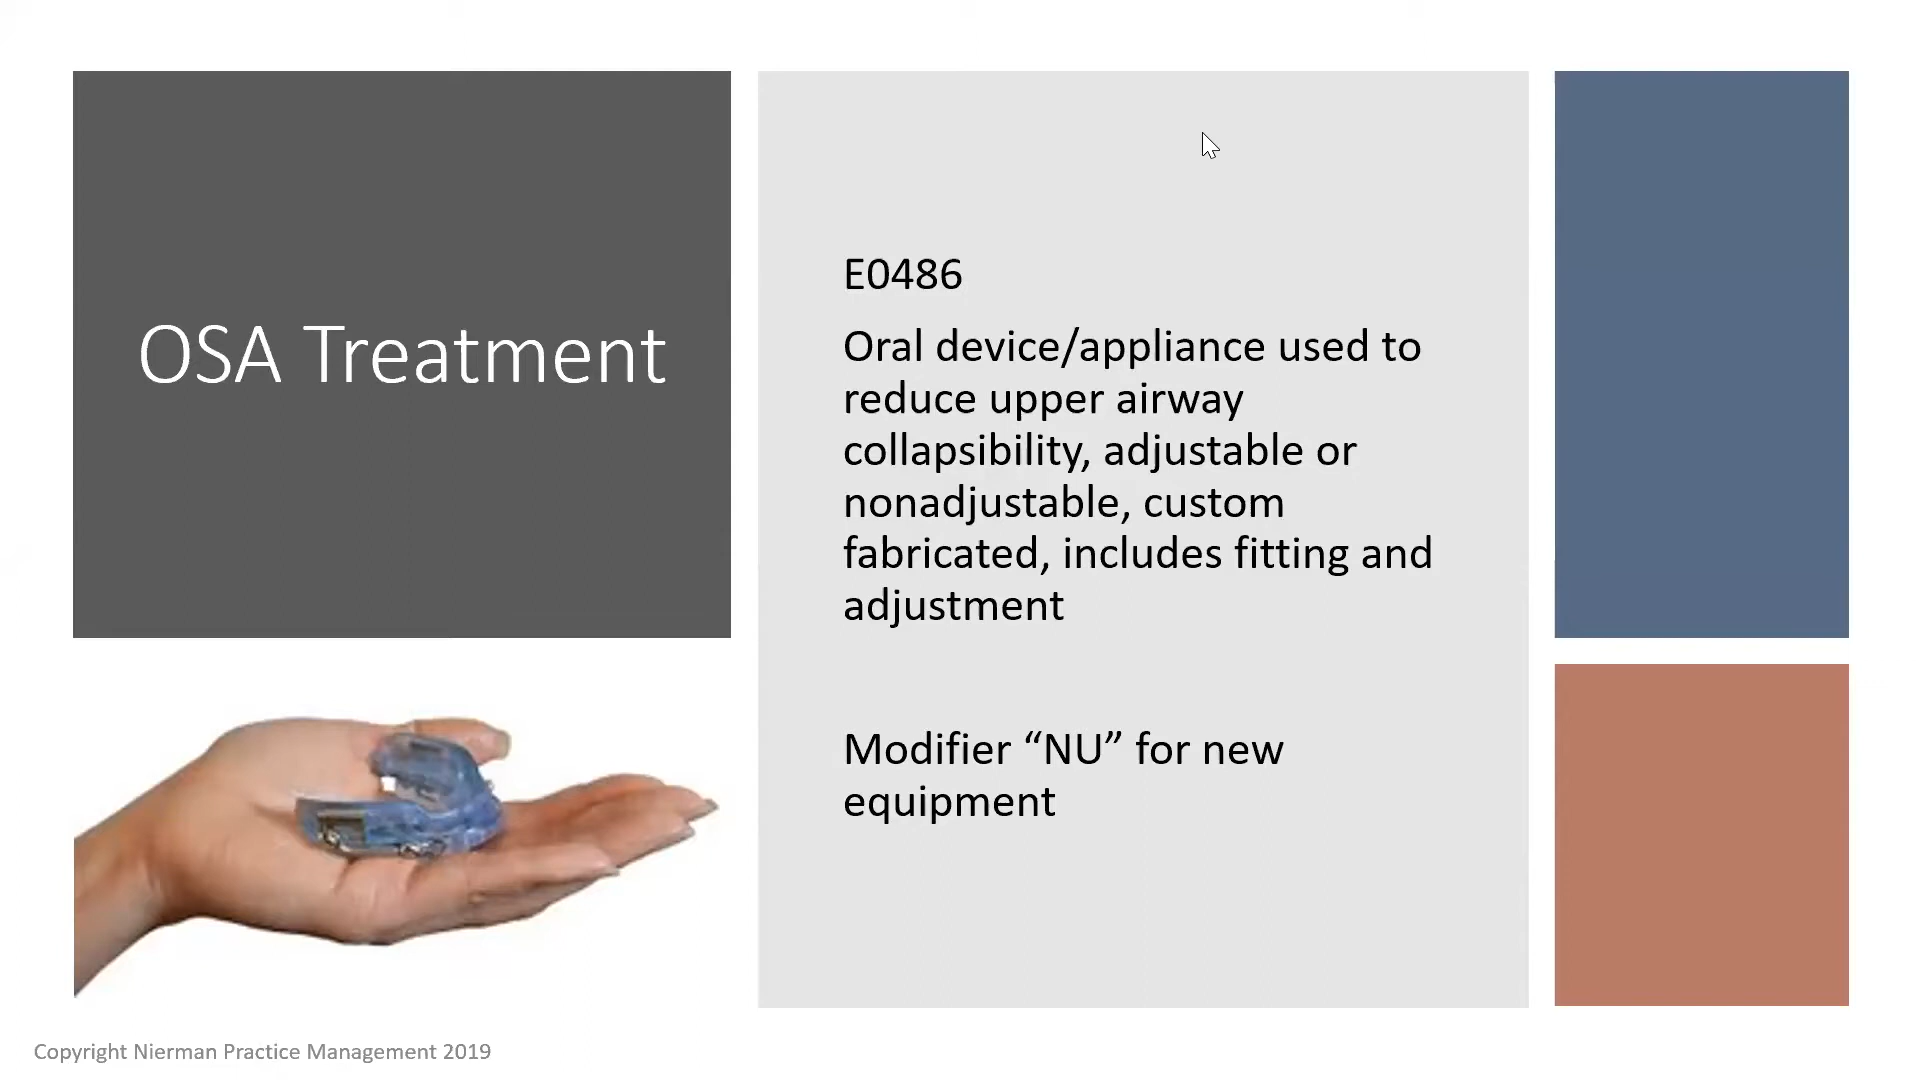 OSA Treatment
E0486
Oral device/appliance used to
reduce upper airway
collapsibility, adjustable or
nonadjustable, custom
fabricated, includes fitting and
adjustment
Modifier “NU” for new
equipment
Copyright Nierman Practice Management 2019